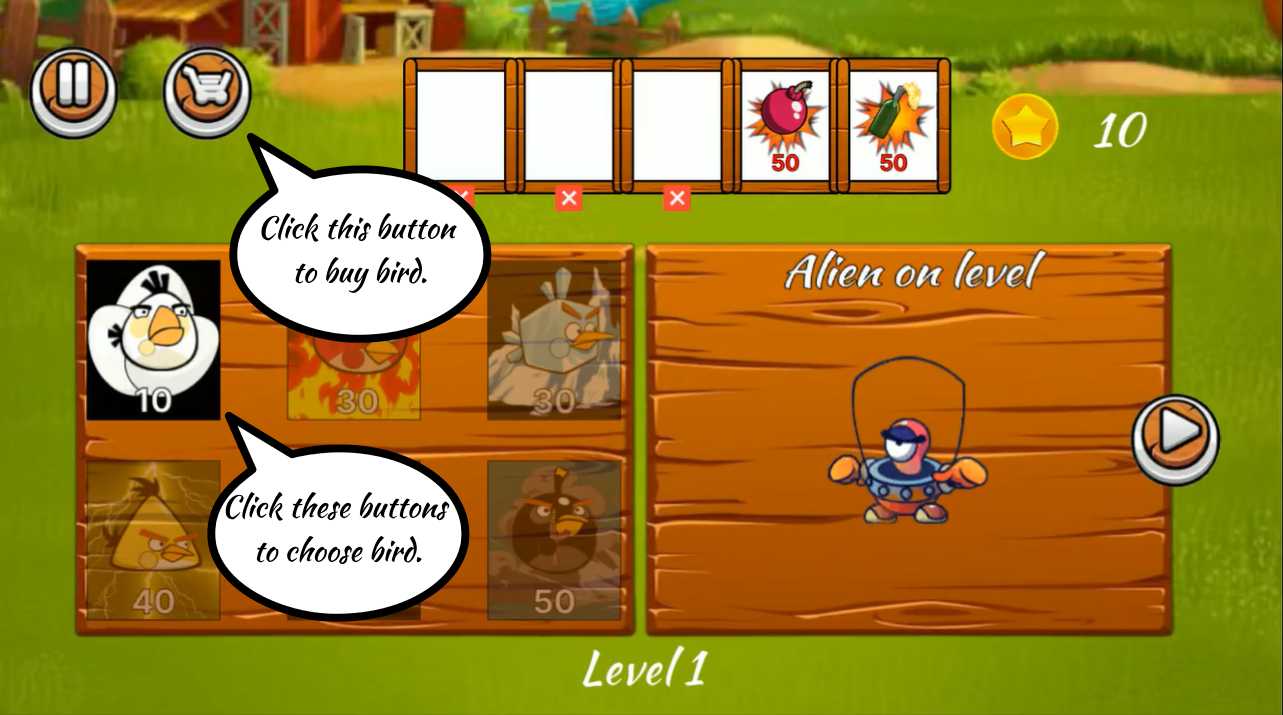 50
50
10
Click this button
to buy bird.
Alien on level
10
30
30
Click these buttons
to choose bird.
40
50
Level 1